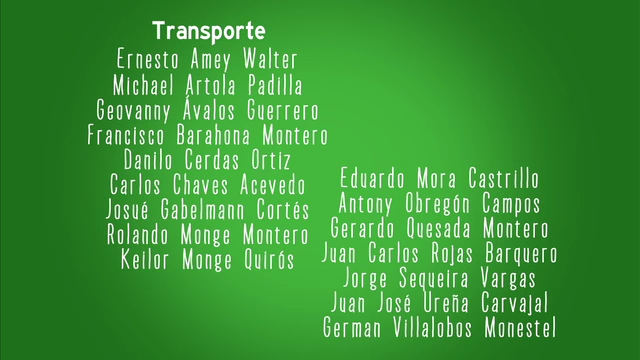 Transporte
Ernesto Amey Walter
Michael Artola Padilla
Geovanny Ávalos Guerrero
Francisco Barahona Montero
Danilo Cerdas Ortiz
Carlos Chaves Acevedo
Josué Gabelmann Cortés
Rolando Monge Montero
Keilor Monge Quirós
Eduardo Mora Castrillo
Antony Obregón Campos
Gerardo Quesada Montero
Juan Carlos Rojas Barquero
Jorge Sequeira Vargas
Juan José Ureña Carvajal
German Villalobos Monestel